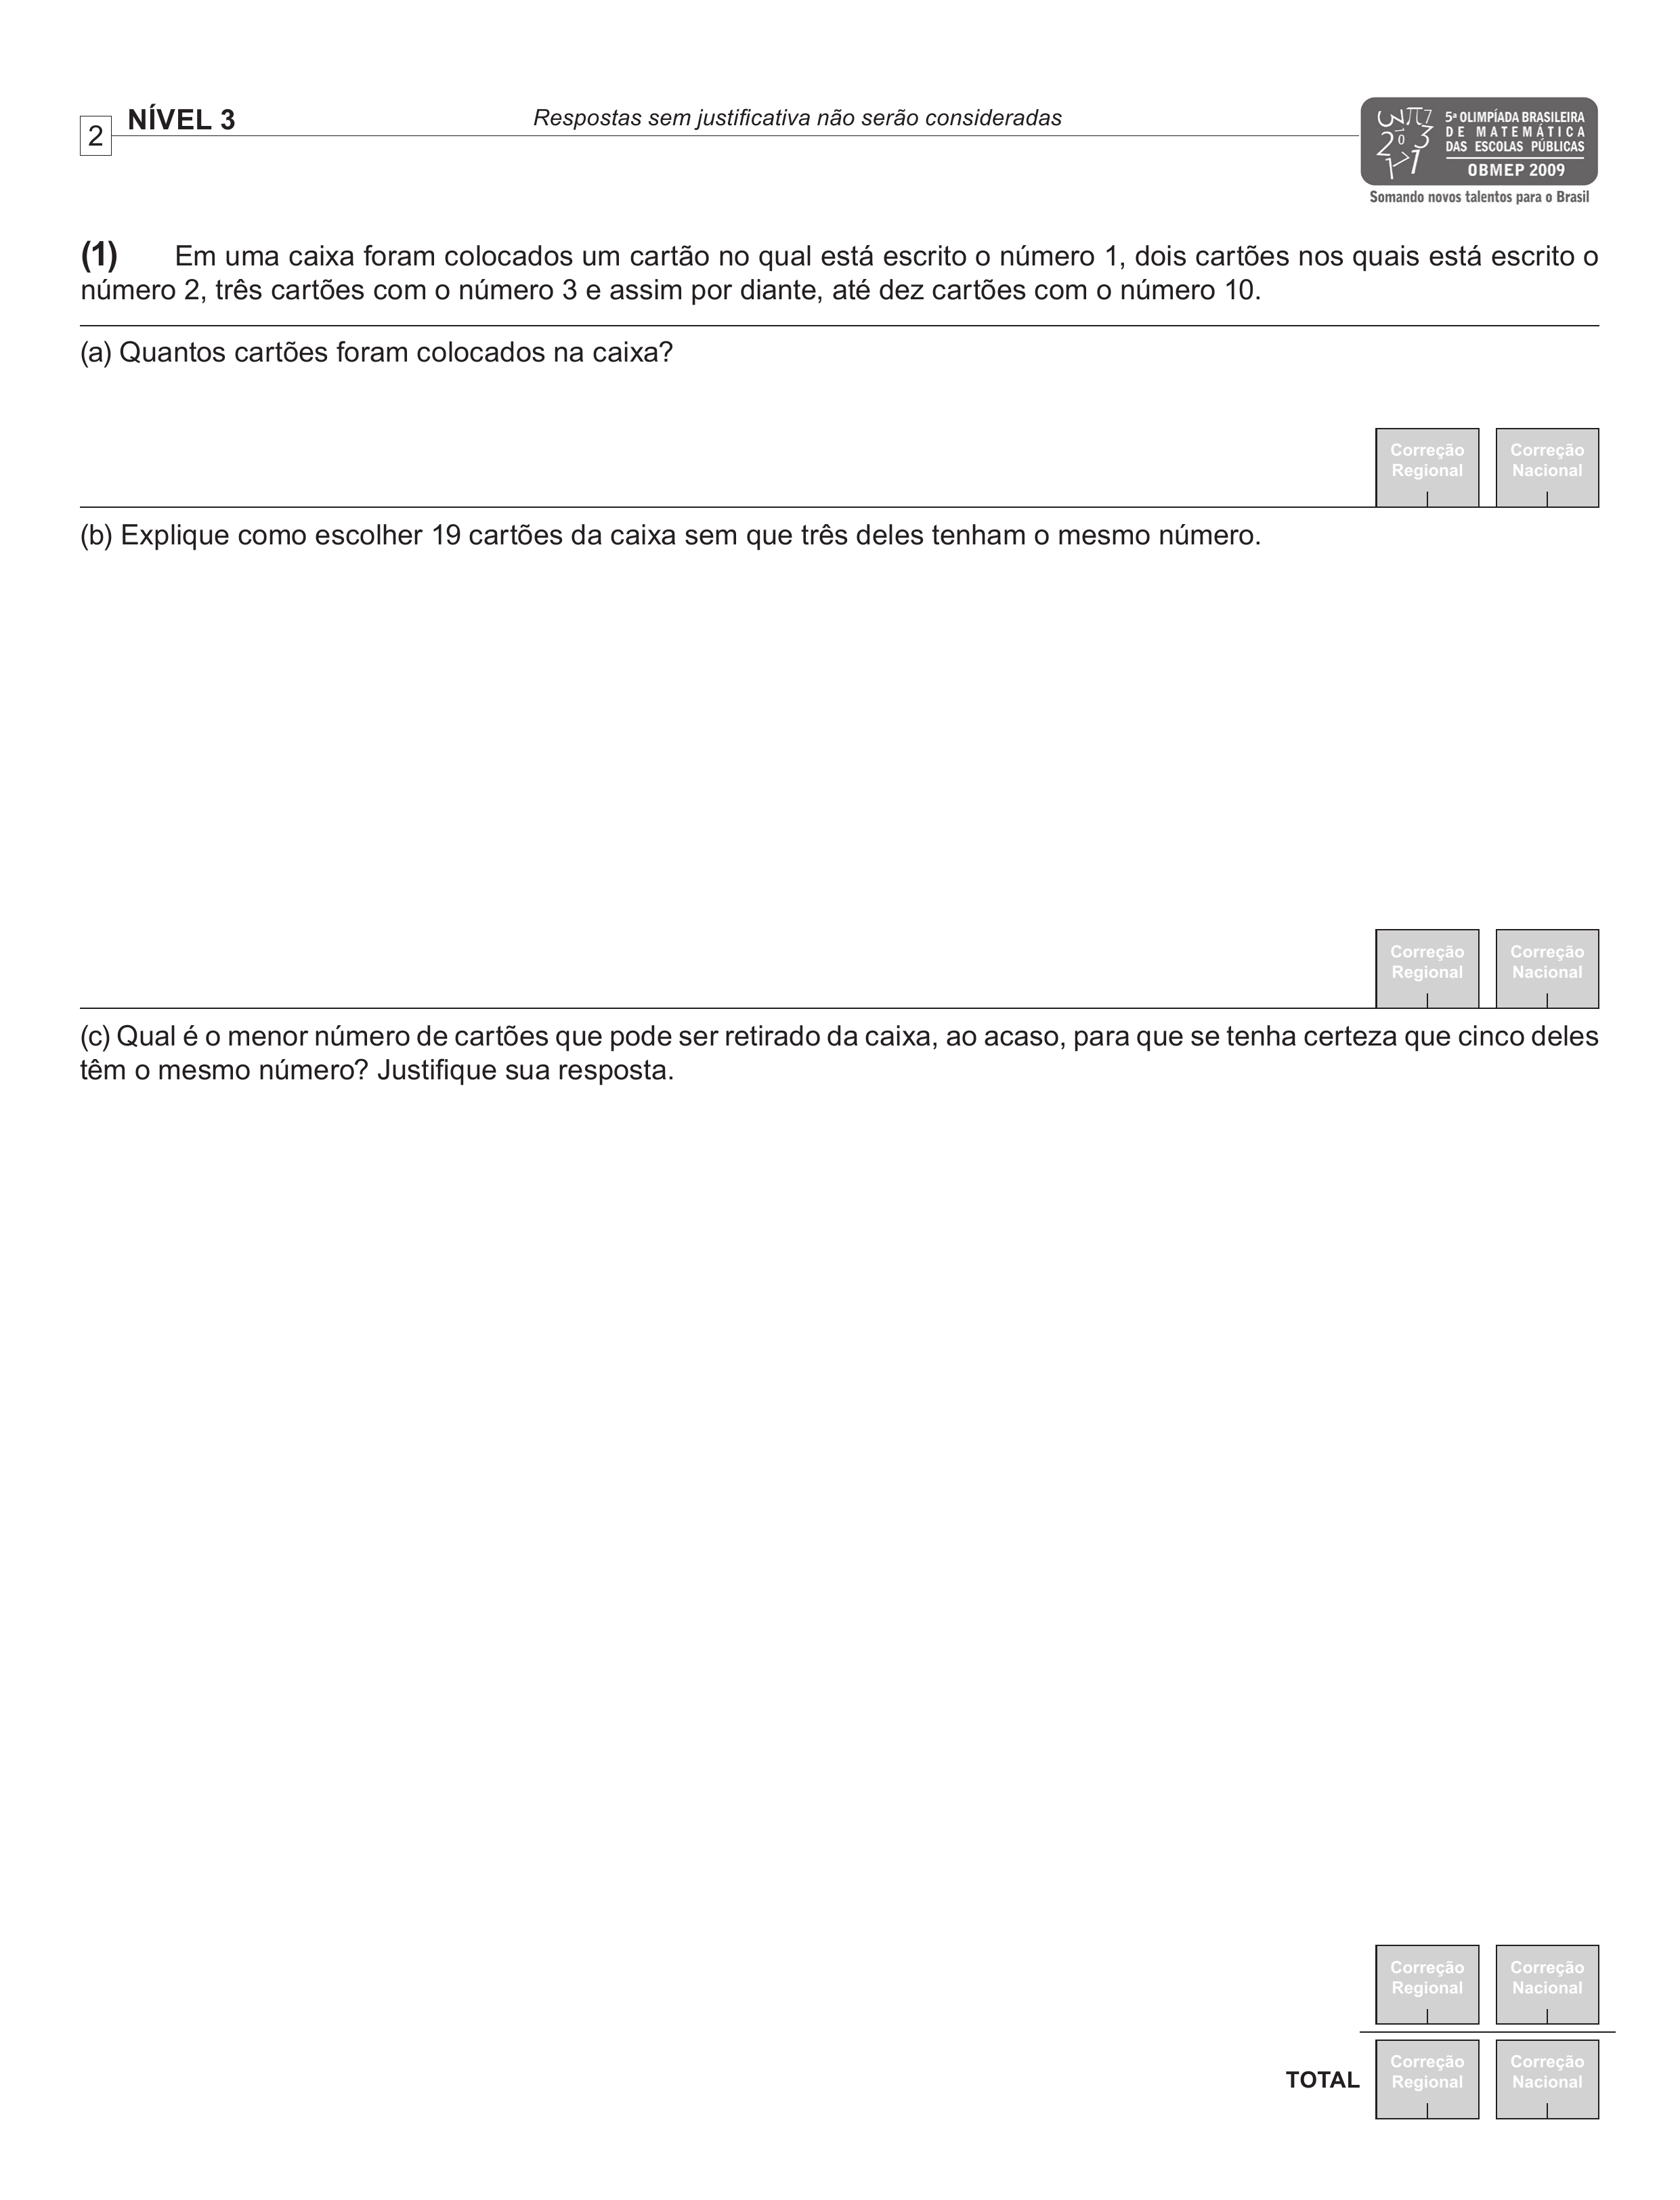 2
NÍVEL 3
Respostas sem justificativa não serão consideradas
5ª OLIMPÍADA BRASILEIRA
DE MATEMÁTICA
DAS ESCOLAS PÚBLICAS
OBMEP 2009
Somando novos talentos para o Brasil
(1) Em uma caixa foram colocados um cartão no qual está escrito o número 1, dois cartões nos quais está escrito o
número 2, três cartões com o número 3 e assim por diante, até dez cartões com o número 10.
(a) Quantos cartões foram colocados na caixa?
Correção
Regional
Correção
Nacional
(b) Explique como escolher 19 cartões da caixa sem que três deles tenham o mesmo número.
Correção
Regional
Correção
Nacional
(c) Qual é o menor número de cartões que pode ser retirado da caixa, ao acaso, para que se tenha certeza que cinco deles
têm o mesmo número? Justifique sua resposta.
Correção
Regional
Correção
Nacional
TOTAL
Correção
Regional
Correção
Nacional